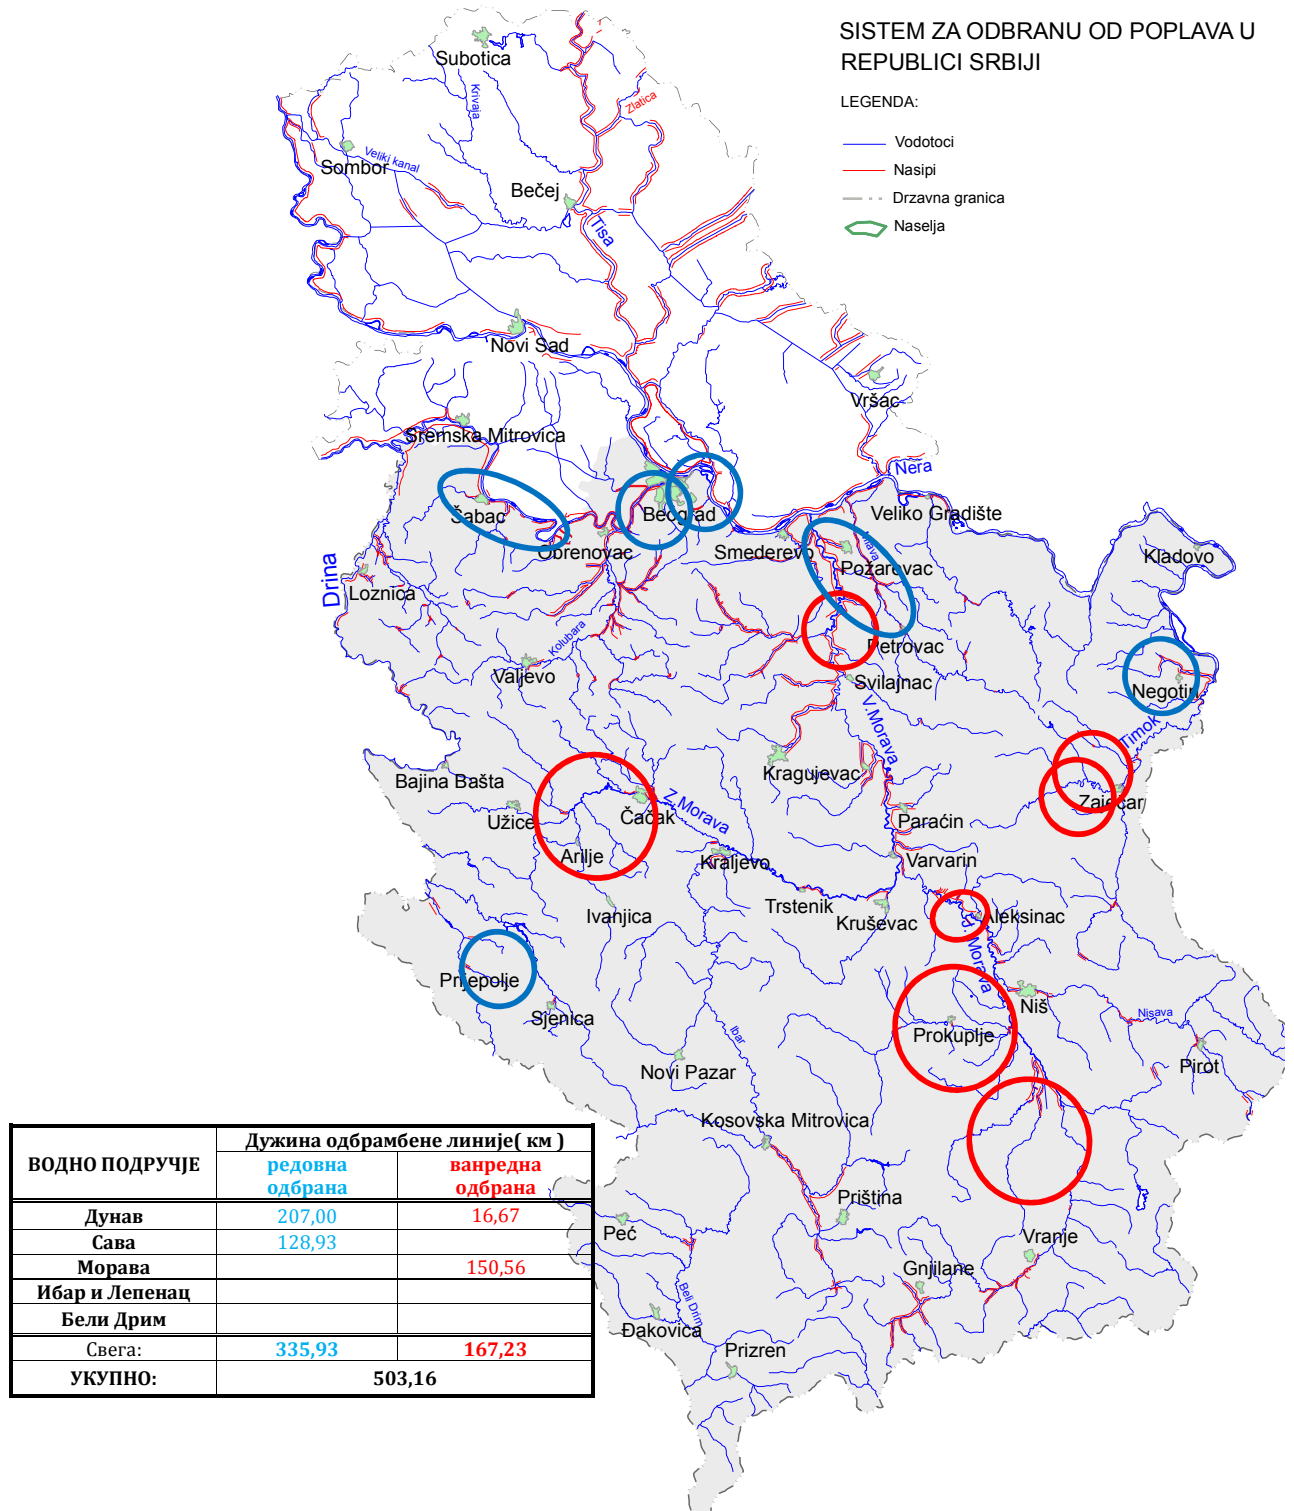 SISTEM ZA ODBRANU OD POPLAVA U
REPUBLICI SRBIJI
LEGENDA:
Vodotoci
Nasipi
Drzavna granica
Naselja
Subotica
Krivaja
Zlatica
Sombor
Veliki kanal
Bečej
Tisa
Novi Sad
Vršac
Sremska Mitrovica
Nera
Šabac
Beograd
Veliko Gradište
Obrenovac
Smederevo
Mlava
Požarevac
Kladovo
Drina
Loznica
Kolubara
Petrovac
Valjevo
Svilajnac
Negotin
V.Morava
Timok
Bajina Bašta
Kragujevac
Užice
Čačak
Z.Morava
Zaječar
Paraćin
Arilje
Kraljevo
Varvarin
Ivanjica
Trstenik
Kruševac
Aleksinac
J. Morava
Prijepolje
Sjenica
Niš
Nisava
Prokuplje
Ibar
Novi Pazar
Pirot
Kosovska Mitrovica
Priština
Peć
Vranje
Gnjilane
Beli Drim
Đakovica
Prizren
ВОДНО ПОДРУЧЈЕ
Дужина одбрамбене линије( км )
редовна одбрана
ванредна одбрана
Дунав 207,00 16,67
Сава 128,93
Морава 150,56
Ибар и Лепенац
Бели Дрим
Свега: 335,93 167,23
УКУПНО: 503,16